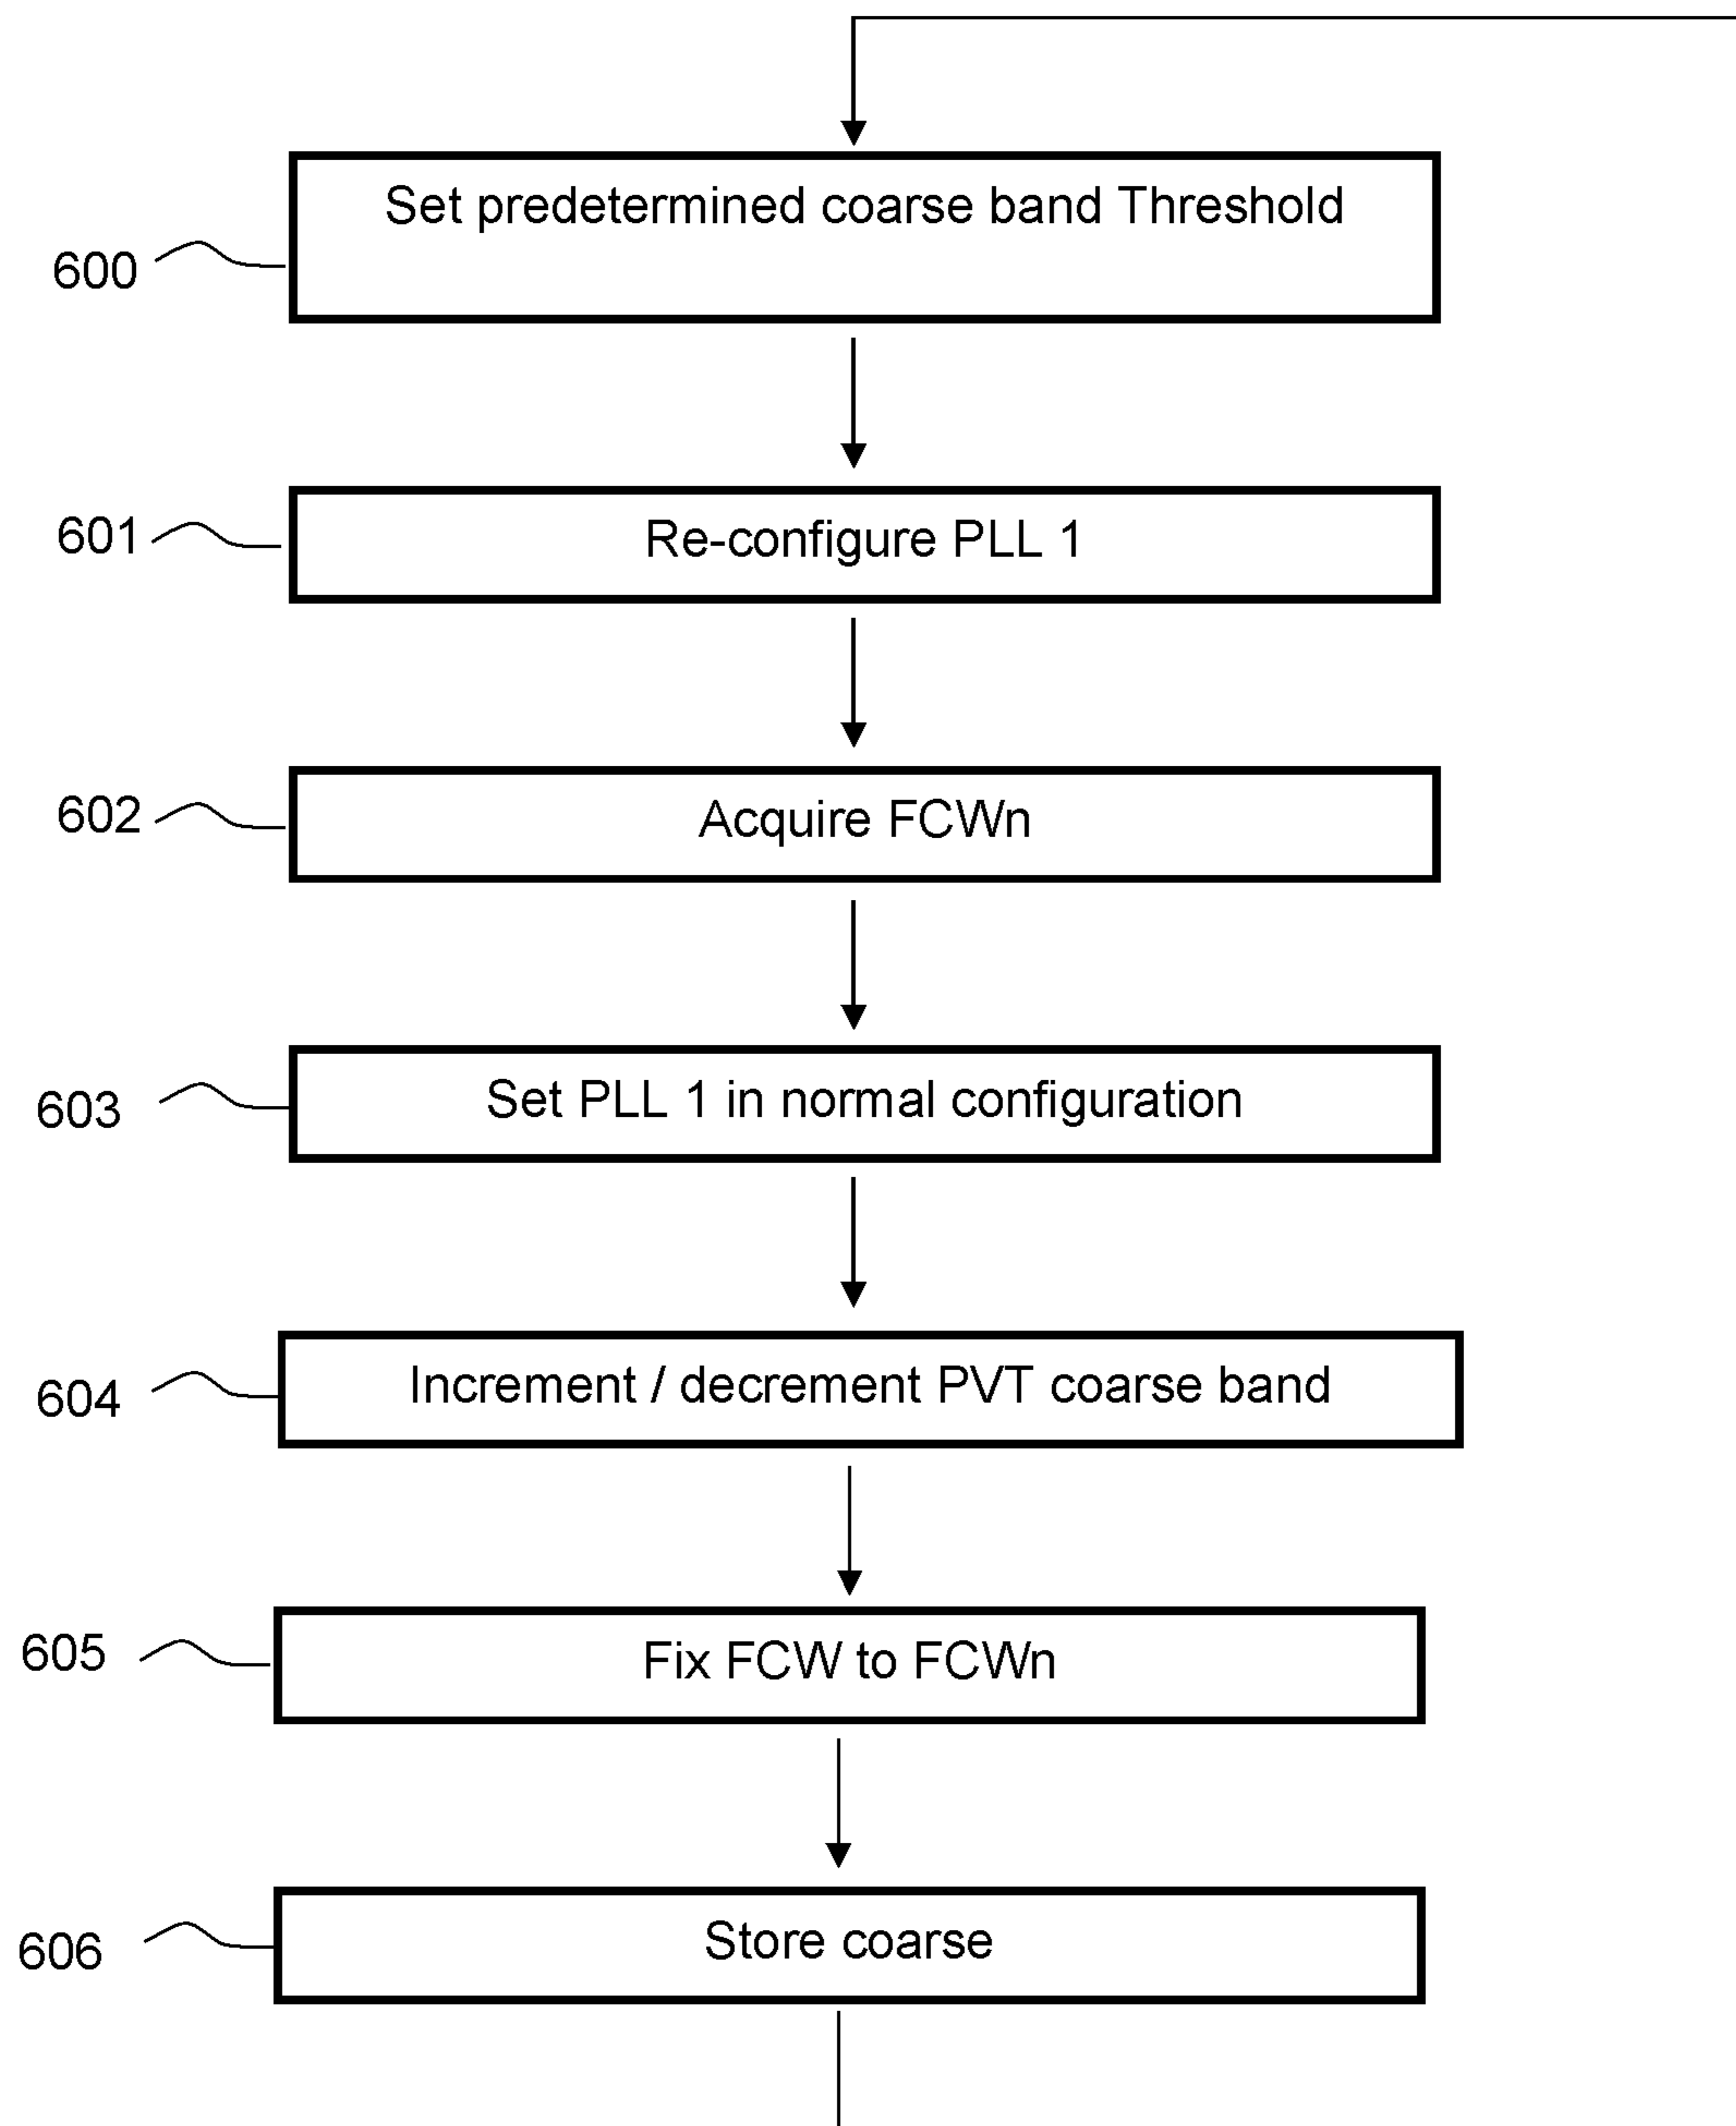 Set predetermined coarse band Threshold
600
601
Re-configure PLL 1
602
Acquire FCWn
603
Set PLL 1 in normal configuration
604
Increment / decrement PVT coarse band
605
Fix FCW to FCWn
606
Store coarse